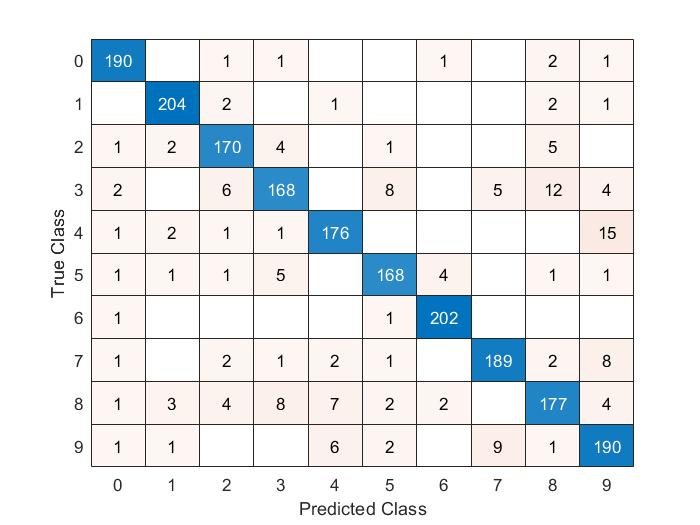 0 190 1 1 1 2 1
1 204 2 1 2 1
2 1 2 170 4 1 5
3 2 6 168 8 5 12 4
4 1 2 1 1 176 15
5 1 1 1 5 168 4 1 1
6 1 1 202
7 1 2 1 2 1 189 2 8
8 1 3 4 8 7 2 2 177 4
9 1 1 6 2 9 1 190
True Class
0 1 2 3 4 5 6 7 8 9
Predicted Class